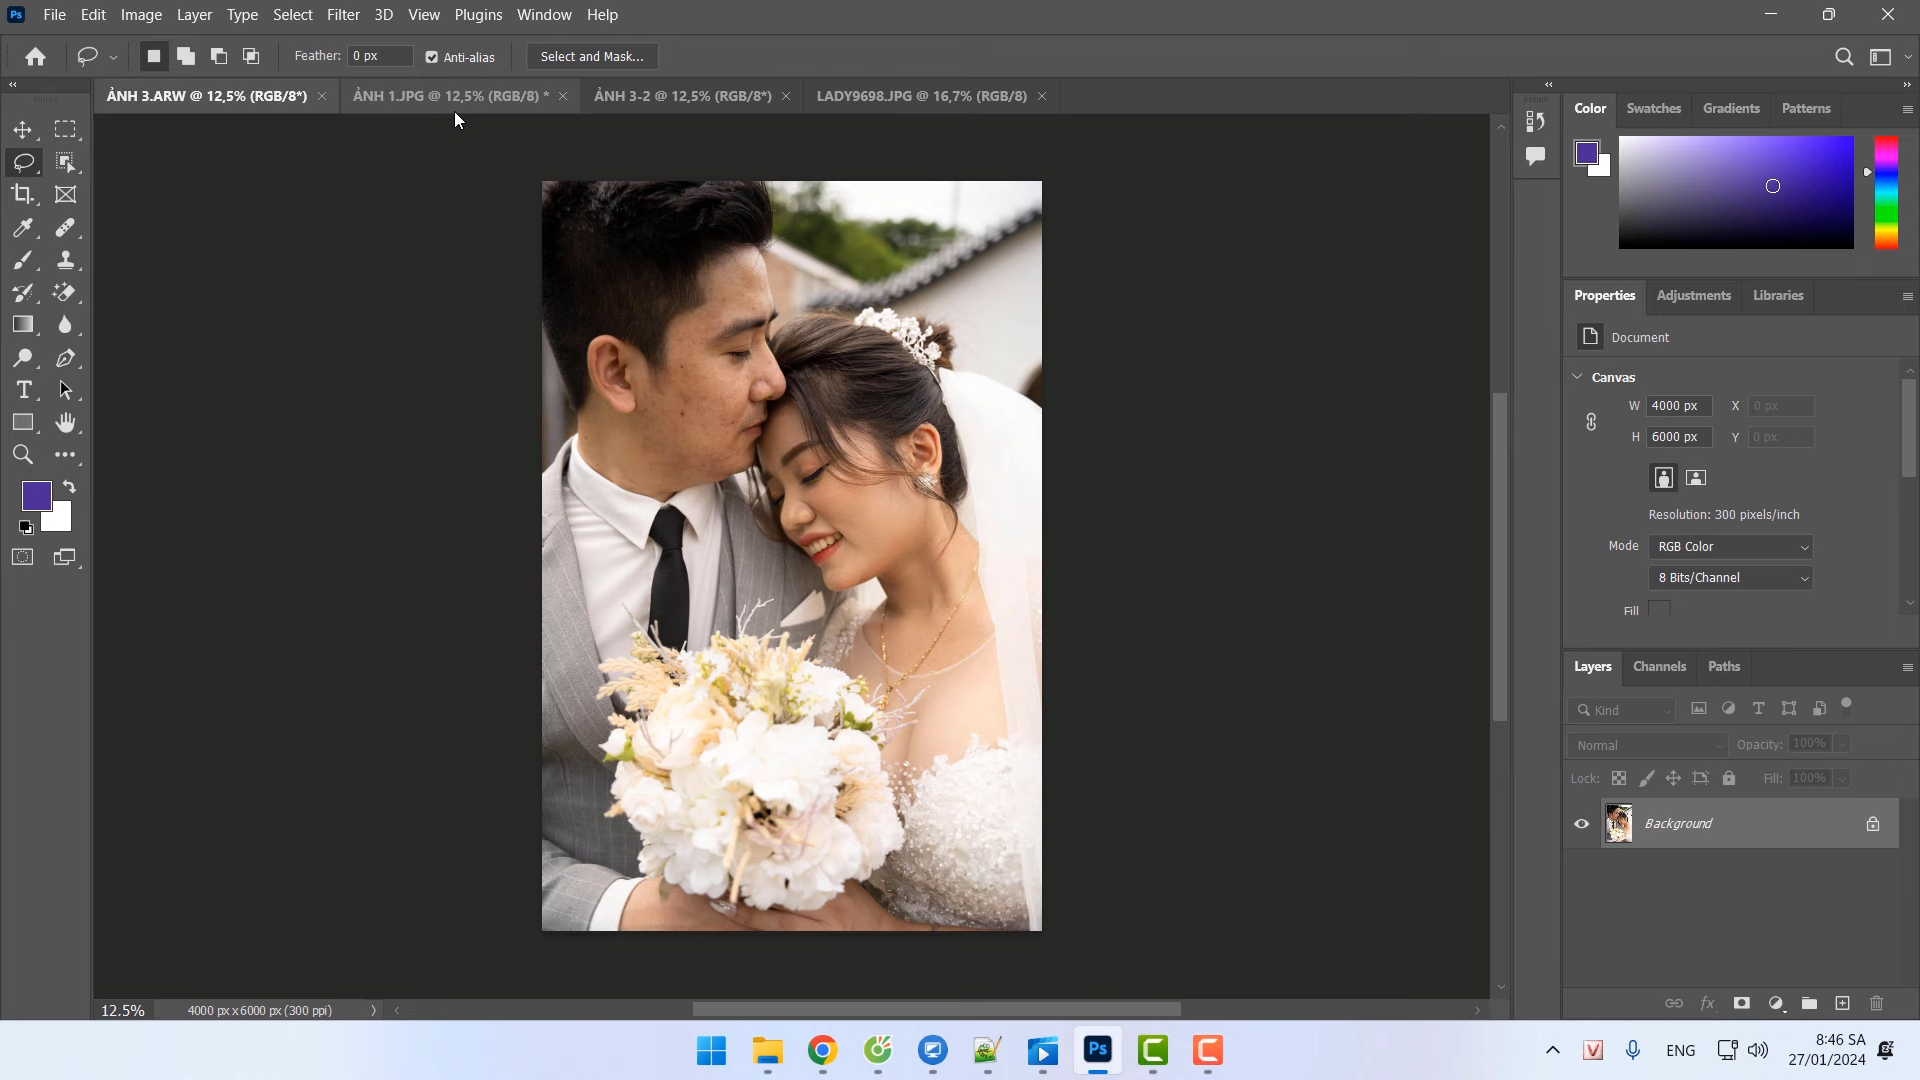 Ps File Edit Image Layer Type Select Filter 3D View Plugins Window Help
Feather: 0 px Anti-alias Select and Mask...
ẢNH 3.ARW @ 12,5% (RGB/8*) ẢNH 1.JPG @ 12,5% (RGB/8) * ẢNH 3-2 @ 12,5% (RGB/8*) LADY9698.JPG @ 16,7% (RGB/8)
Color Swatches Gradients Patterns
Properties Adjustments Libraries
Document
Canvas
W 4000 px X 0 px
H 6000 px Y 0 px
Resolution: 300 pixels/inch
Mode RGB Color
8 Bits/Channel
Fill
Layers Channels Paths
Kind
Normal Opacity: 100%
Lock: Fill: 100%
Background
12.5% 4000 px x 6000 px (300 ppi)
ENG 8:46 SA
27/01/2024